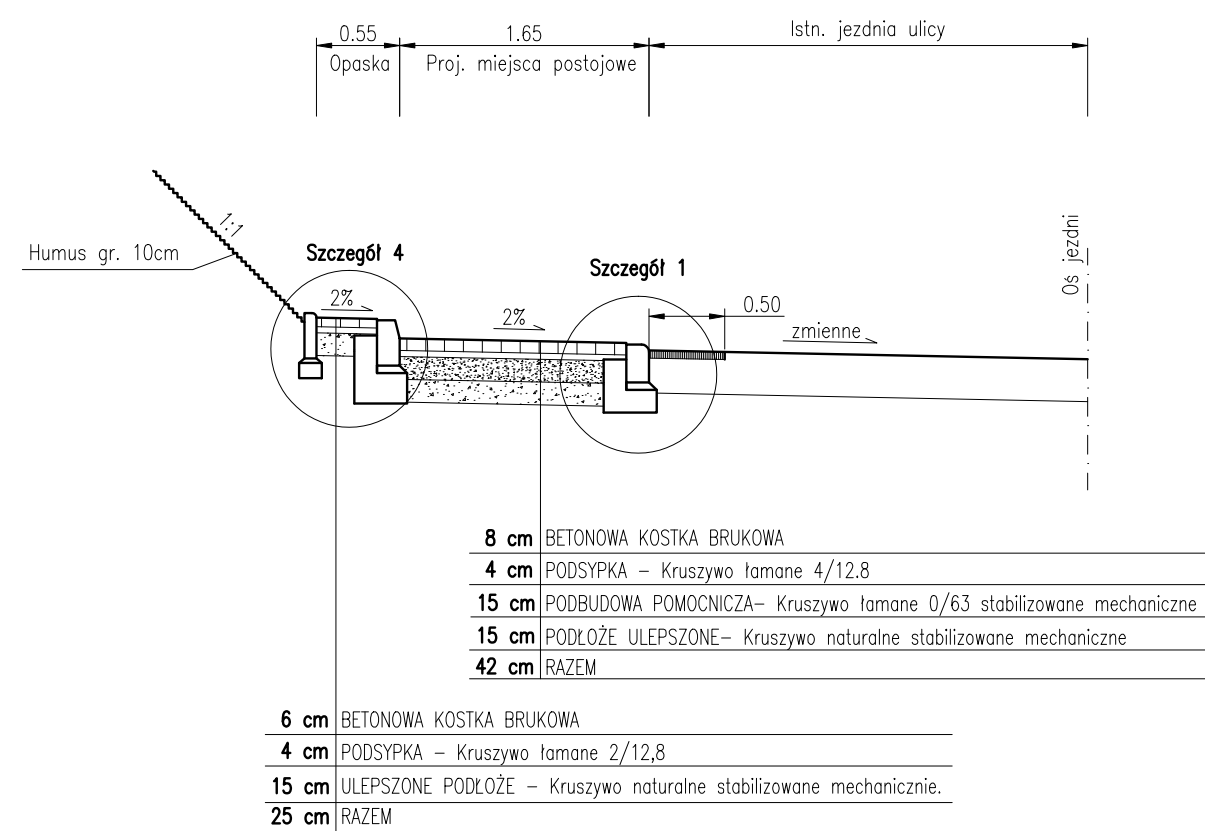 0.55
1.65
Istn. jezdnia ulicy
Opaska
Proj. miejsca postojowe
1:1
Humus gr. 10cm
Szczegół 4
Szczegół 1
Oś jezdni
2%
2%
0.50
zmienne
8 cm BETONOWA KOSTKA BRUKOWA
4 cm PODSYPKA – Kruszywo łamane 4/12.8
15 cm PODBUDOWA POMOCNICZA– Kruszywo łamane 0/63 stabilizowane mechaniczne
15 cm PODŁOŻE ULEPSZONE– Kruszywo naturalne stabilizowane mechaniczne
42 cm RAZEM
6 cm BETONOWA KOSTKA BRUKOWA
4 cm PODSYPKA – Kruszywo łamane 2/12,8
15 cm ULEPSZONE PODŁOŻE – Kruszywo naturalne stabilizowane mechanicznie.
25 cm RAZEM